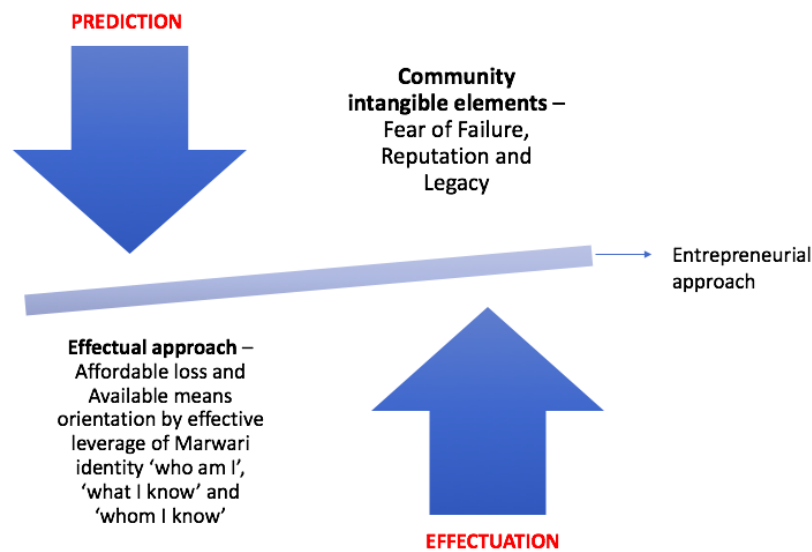 PREDICTION
Community
intangible elements –
Fear of Failure,
Reputation and
Legacy
Entrepreneurial
approach
Effectual approach –
Affordable loss and
Available means
orientation by effective
leverage of Marwari
identity ‘who am I’,
‘what I know’ and
‘whom I know’
EFFECTUATION